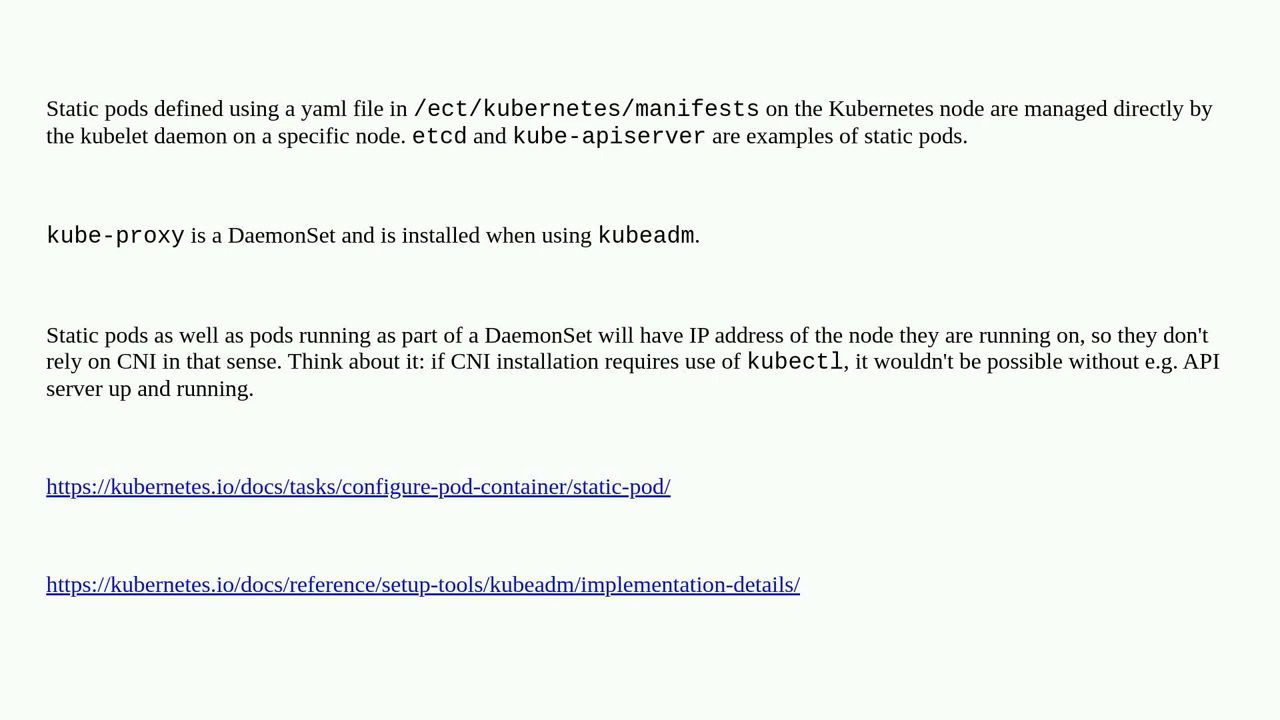 Static pods defined using a yaml file in /ect/kubernetes/manifests on the Kubernetes node are managed directly by
the kubelet daemon on a specific node. etcd and kube-apiserver are examples of static pods.
kube-proxy is a DaemonSet and is installed when using kubeadm.
Static pods as well as pods running as part of a DaemonSet will have IP address of the node they are running on, so they don't
rely on CNI in that sense. Think about it: if CNI installation requires use of kubectl, it wouldn't be possible without e.g. API
server up and running.
https://kubernetes.io/docs/tasks/configure-pod-container/static-pod/
https://kubernetes.io/docs/reference/setup-tools/kubeadm/implementation-details/